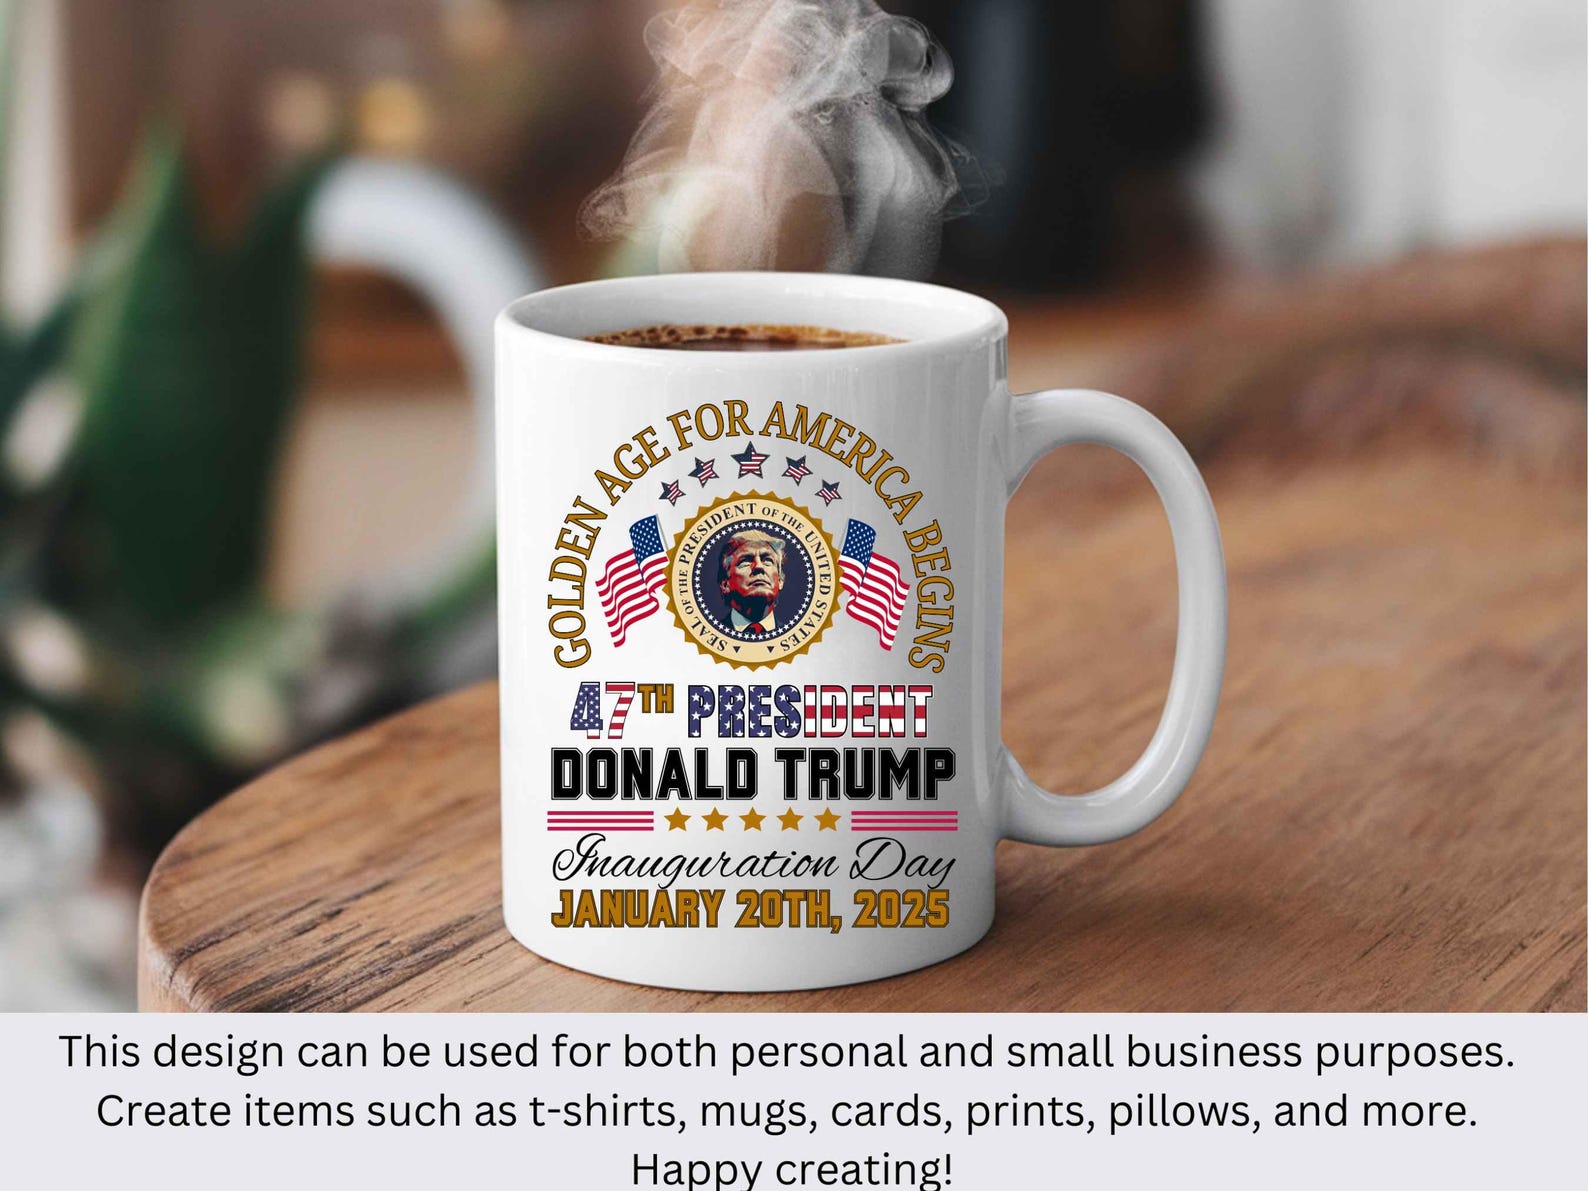 GOLDEN AGE FOR AMERICA BEGINS
SEAL OF THE PRESIDENT OF THE UNITED STATES
47TH PRESIDENT
DONALD TRUMP
Inauguration Day
JANUARY 20TH, 2025
This design can be used for both personal and small business purposes.
Create items such as t-shirts, mugs, cards, prints, pillows, and more.
Happy creating!